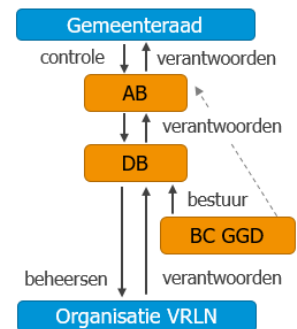 Gemeenteraad
controle
verantwoorden
AB
verantwoorden
DB
bestuur
BC GGD
beheersen
verantwoorden
Organisatie VRLN